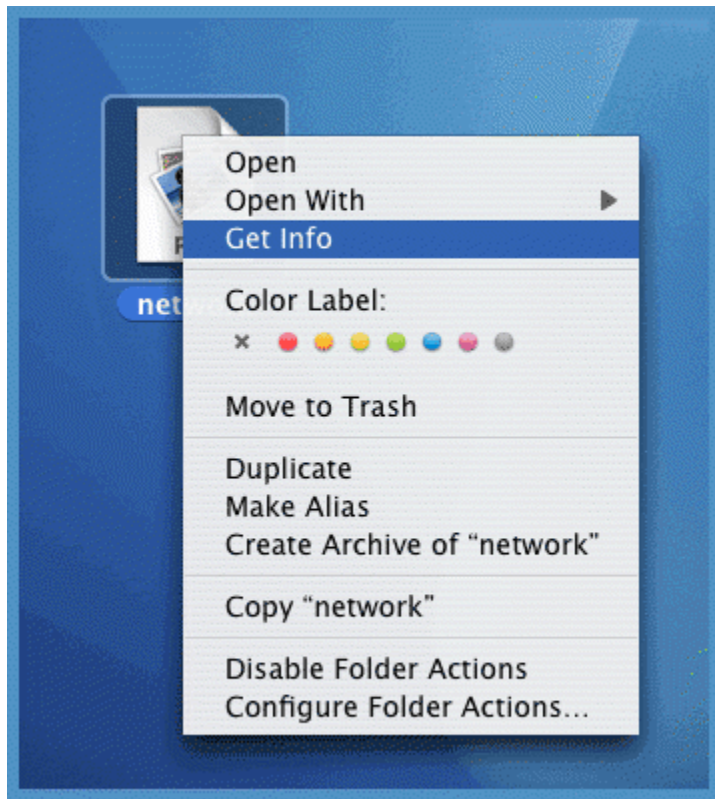 Open
Open With
Get Info
Color Label:
Move to Trash
Duplicate
Make Alias
Create Archive of “network”
Copy “network”
Disable Folder Actions
Configure Folder Actions...